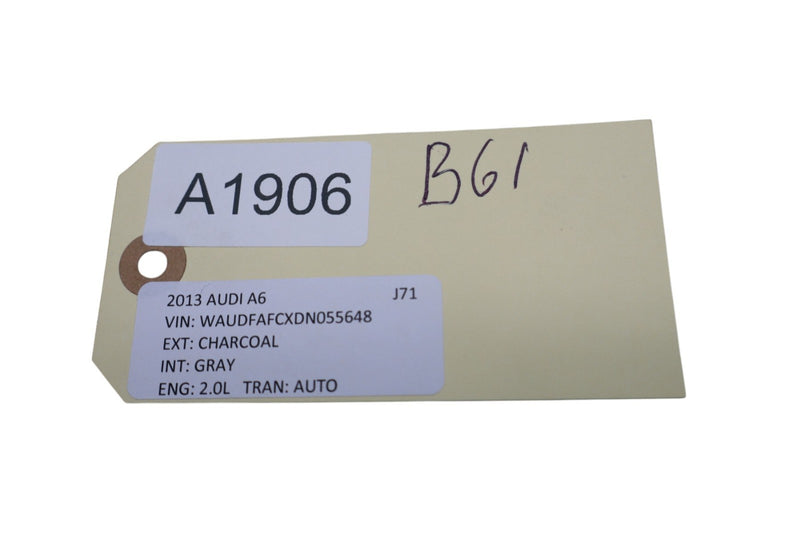 A1906
B61
2013 AUDI A6 J71
VIN: WAUDFAFCXDN055648
EXT: CHARCOAL
INT: GRAY
ENG: 2.0L TRAN: AUTO